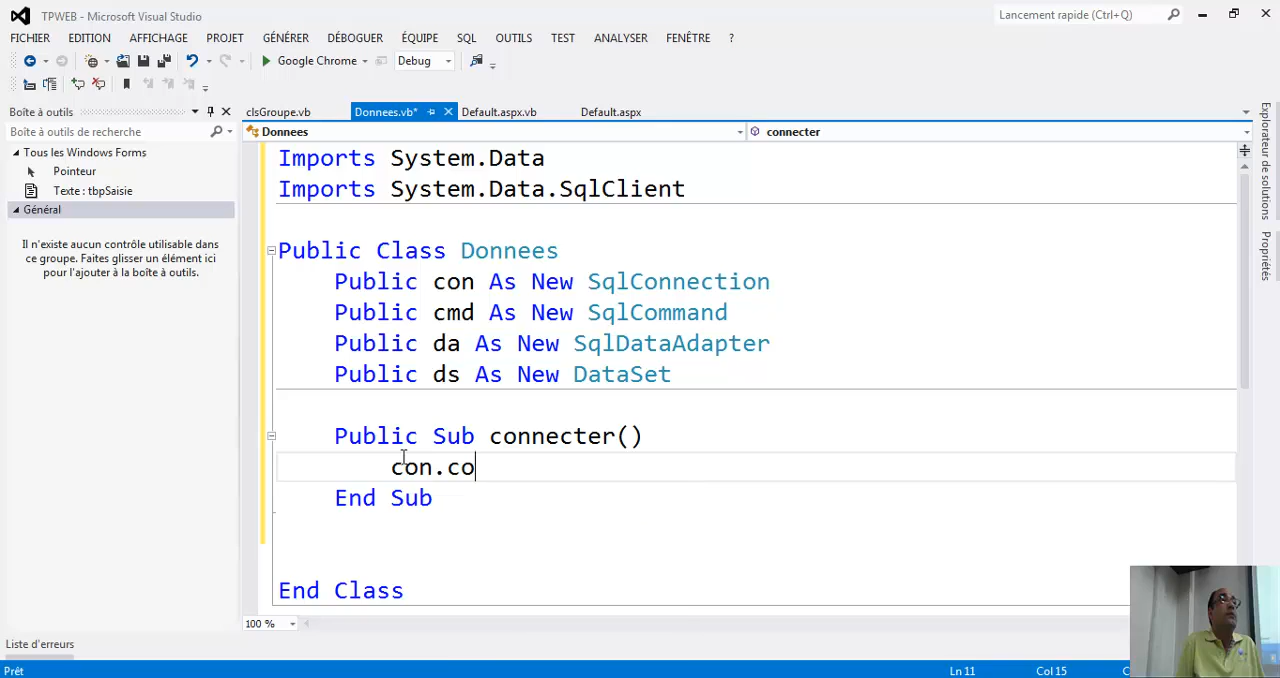 TPWEB - Microsoft Visual Studio
Lancement rapide (Ctrl+Q)
FICHIER EDITION AFFICHAGE PROJET GÉNÉRER DÉBOGUER ÉQUIPE SQL OUTILS TEST ANALYSER FENÊTRE ?
Google Chrome Debug
Boîte à outils
clsGroupe.vb Donnees.vb* Default.aspx.vb Default.aspx
Boîte à outils de recherche
Donnees connecter
Tous les Windows Forms
Pointeur
Texte : tbpSaisie
Général
Il n'existe aucun contrôle utilisable dans
ce groupe. Faites glisser un élément ici
pour l'ajouter à la boîte à outils.
Imports System.Data
Imports System.Data.SqlClient
Public Class Donnees
Public con As New SqlConnection
Public cmd As New SqlCommand
Public da As New SqlDataAdapter
Public ds As New DataSet
Public Sub connecter()
con.co
End Sub
End Class
100 %
Explorateur de solutions
Propriétés
Liste d'erreurs
Prêt
Ln 11 Col 15 C